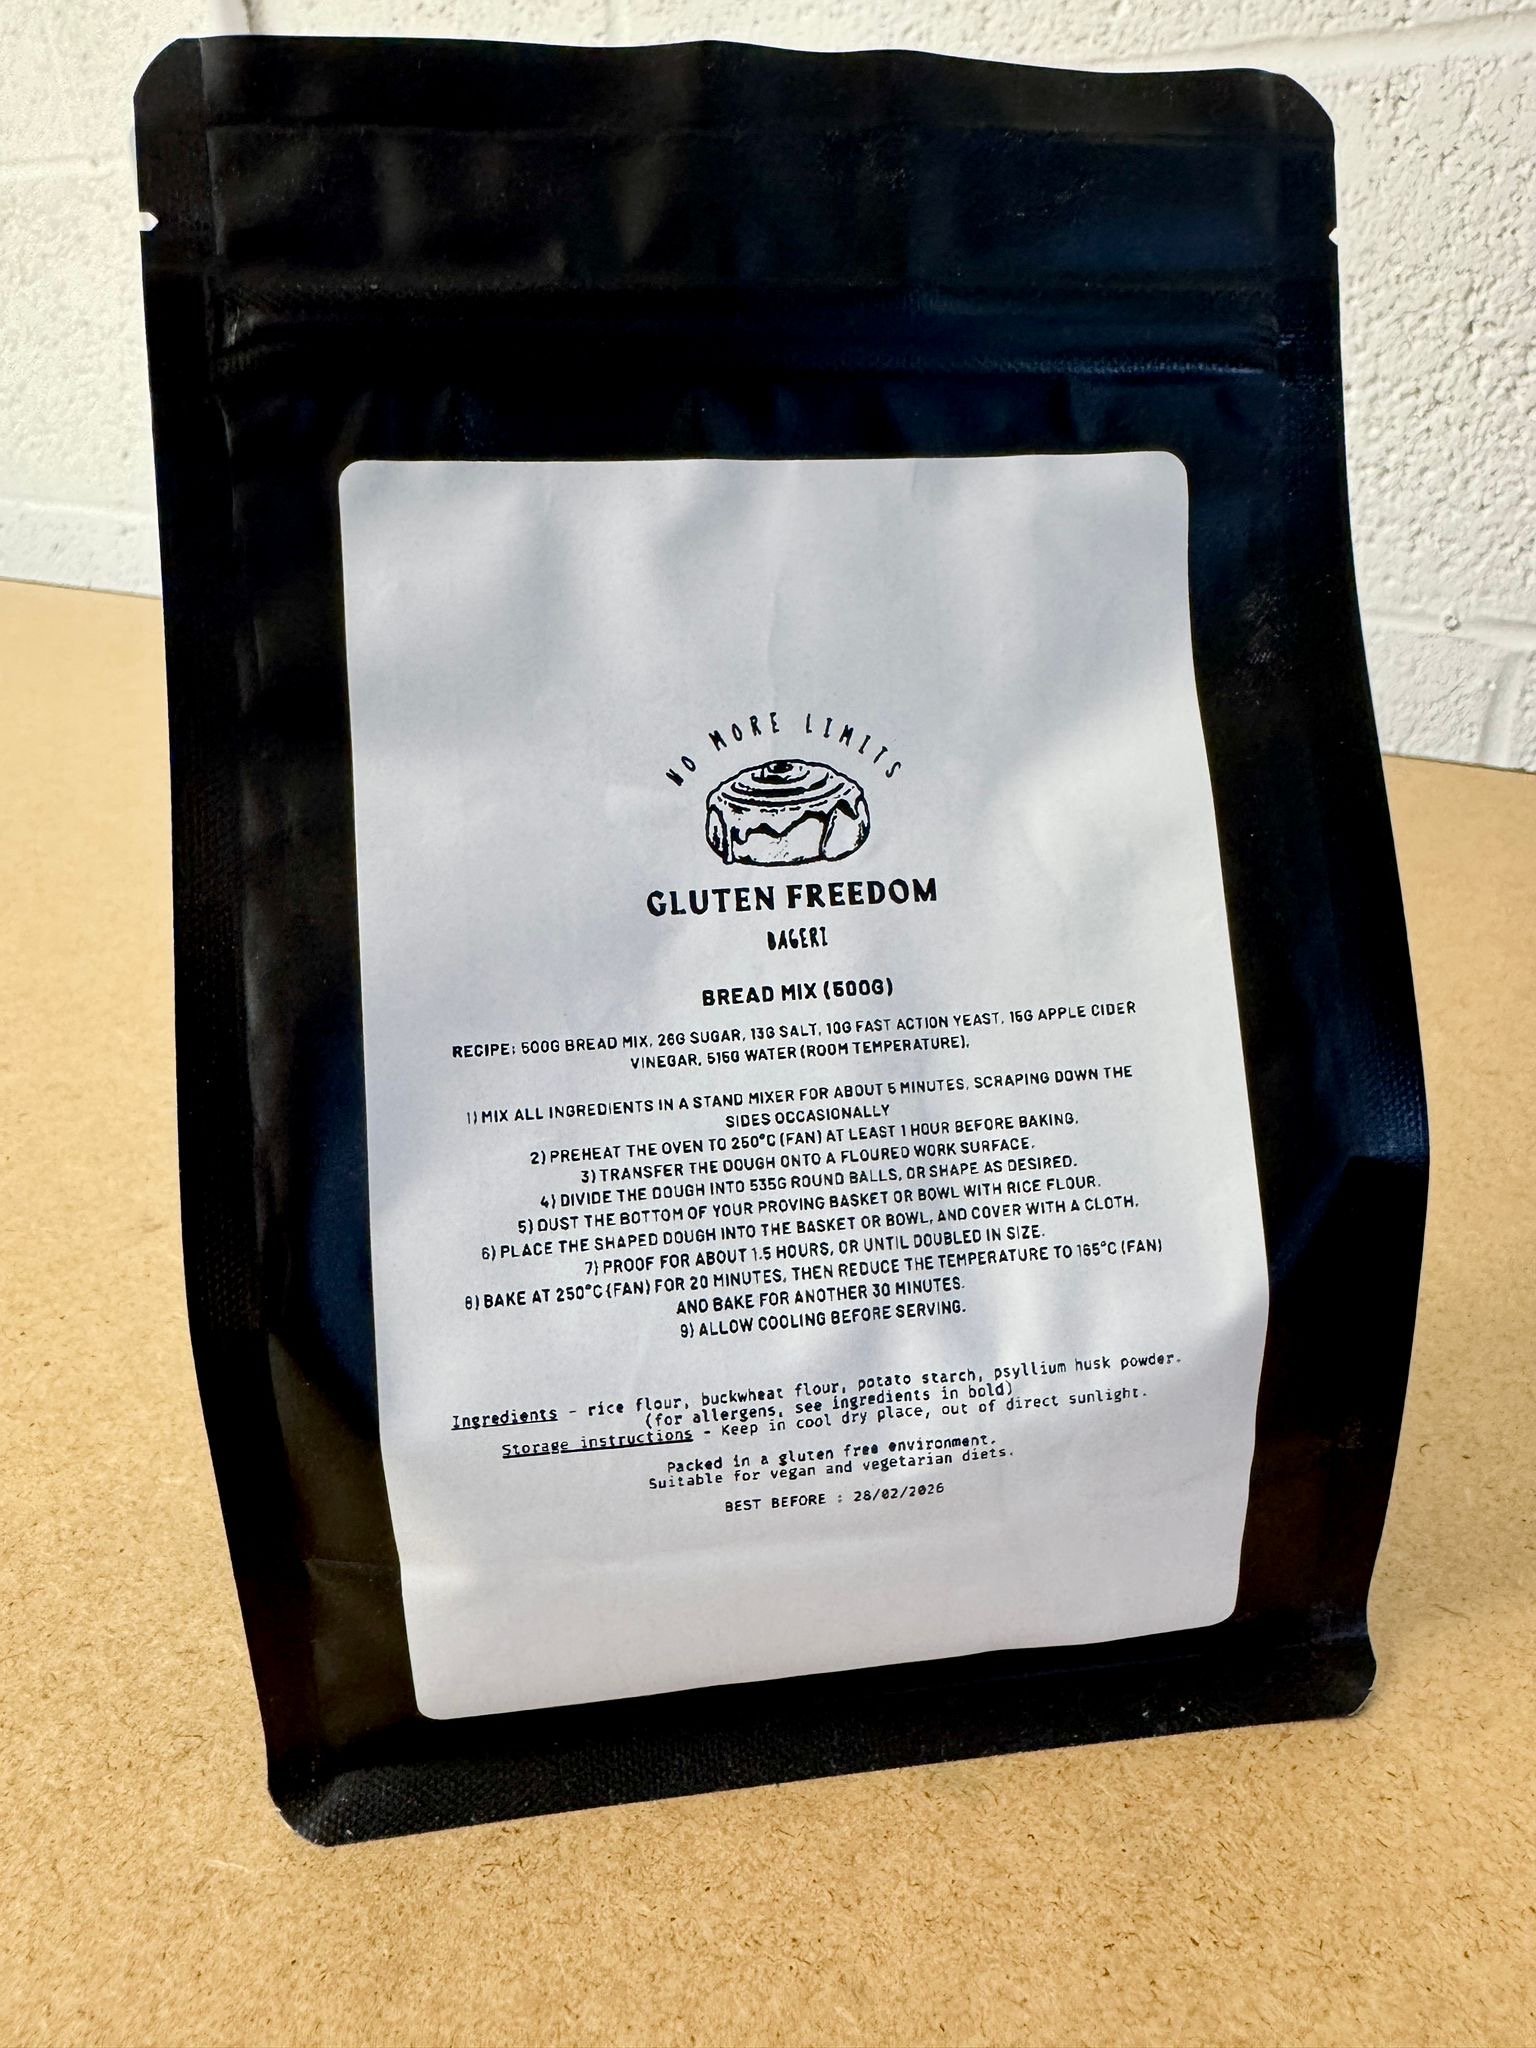 NO MORE LIMITS
GLUTEN FREEDOM
BAGERI
BREAD MIX (500G)
RECIPE: 500G BREAD MIX, 26G SUGAR, 13G SALT, 10G FAST ACTION YEAST, 15G APPLE CIDER
VINEGAR, 515G WATER (ROOM TEMPERATURE).
1) MIX ALL INGREDIENTS IN A STAND MIXER FOR ABOUT 5 MINUTES, SCRAPING DOWN THE
SIDES OCCASIONALLY
2) PREHEAT THE OVEN TO 250°C (FAN) AT LEAST 1 HOUR BEFORE BAKING.
3) TRANSFER THE DOUGH ONTO A FLOURED WORK SURFACE.
4) DIVIDE THE DOUGH INTO 535G ROUND BALLS, OR SHAPE AS DESIRED.
5) DUST THE BOTTOM OF YOUR PROVING BASKET OR BOWL WITH RICE FLOUR.
6) PLACE THE SHAPED DOUGH INTO THE BASKET OR BOWL, AND COVER WITH A CLOTH.
7) PROOF FOR ABOUT 1.5 HOURS, OR UNTIL DOUBLED IN SIZE.
8) BAKE AT 250°C (FAN) FOR 20 MINUTES, THEN REDUCE THE TEMPERATURE TO 165°C (FAN)
AND BAKE FOR ANOTHER 30 MINUTES.
9) ALLOW COOLING BEFORE SERVING.
Ingredients - rice flour, buckwheat flour, potato starch, psyllium husk powder.
(for allergens, see ingredients in bold)
Storage instructions - Keep in cool dry place, out of direct sunlight.
Packed in a gluten free environment.
Suitable for vegan and vegetarian diets.
BEST BEFORE : 28/02/2026